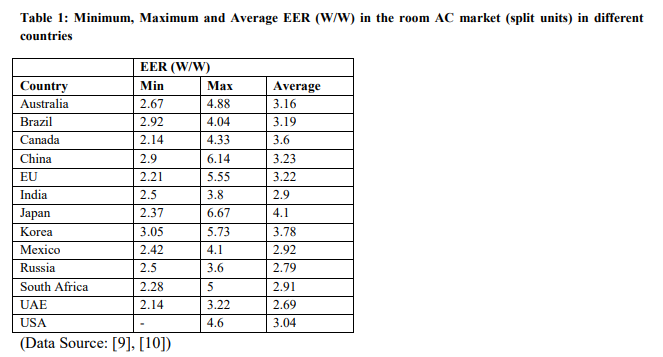 Table 1: Minimum, Maximum and Average EER (W/W) in the room AC market (split units) in different
countries
EER (W/W)
Country Min Max Average
Australia 2.67 4.88 3.16
Brazil 2.92 4.04 3.19
Canada 2.14 4.33 3.6
China 2.9 6.14 3.23
EU 2.21 5.55 3.22
India 2.5 3.8 2.9
Japan 2.37 6.67 4.1
Korea 3.05 5.73 3.78
Mexico 2.42 4.1 2.92
Russia 2.5 3.6 2.79
South Africa 2.28 5 2.91
UAE 2.14 3.22 2.69
USA - 4.6 3.04
(Data Source: [9], [10])